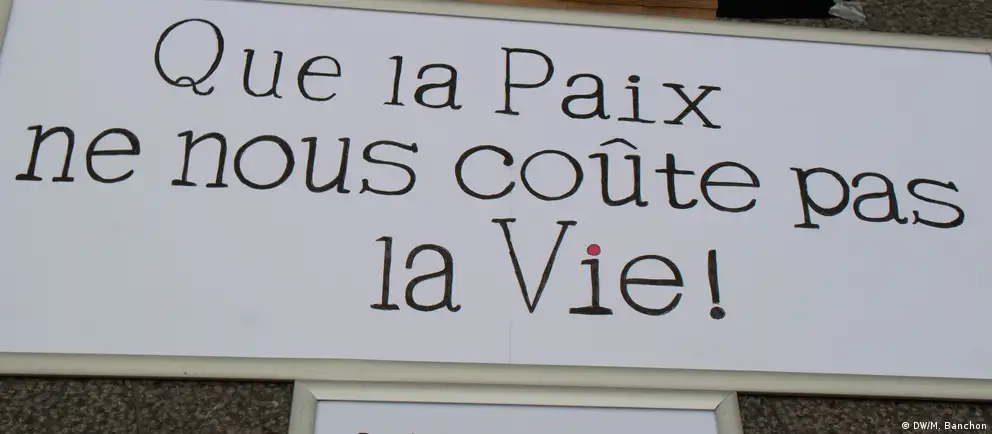 Que la Paix
ne nous coûte pas
la Vie!
© DW/M. Banchon